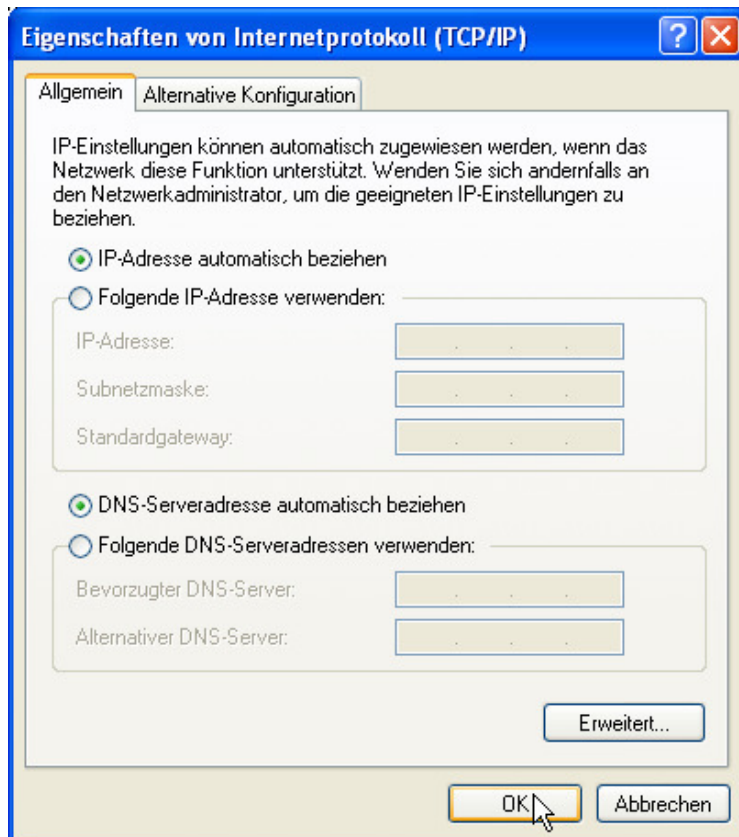 Eigenschaften von Internetprotokoll (TCP/IP)
Allgemein
Alternative Konfiguration
IP-Einstellungen können automatisch zugewiesen werden, wenn das
Netzwerk diese Funktion unterstützt. Wenden Sie sich andernfalls an
den Netzwerkadministrator, um die geeigneten IP-Einstellungen zu
beziehen.
IP-Adresse automatisch beziehen
Folgende IP-Adresse verwenden:
IP-Adresse:
Subnetzmaske:
Standardgateway:
DNS-Serveradresse automatisch beziehen
Folgende DNS-Serveradressen verwenden:
Bevorzugter DNS-Server:
Alternativer DNS-Server:
Erweitert...
OK
Abbrechen